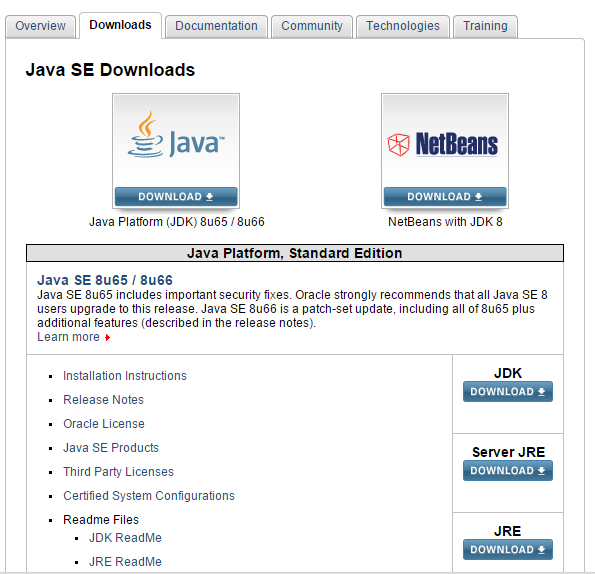 Overview
Downloads
Documentation
Community
Technologies
Training
Java SE Downloads
Java™
NetBeans
DOWNLOAD
DOWNLOAD
Java Platform (JDK) 8u65 / 8u66
NetBeans with JDK 8
Java Platform, Standard Edition
Java SE 8u65 / 8u66
Java SE 8u65 includes important security fixes. Oracle strongly recommends that all Java SE 8
users upgrade to this release. Java SE 8u66 is a patch-set update, including all of 8u65 plus
additional features (described in the release notes).
Learn more
Installation Instructions
Release Notes
Oracle License
Java SE Products
Third Party Licenses
Certified System Configurations
Readme Files
JDK ReadMe
JRE ReadMe
JDK
DOWNLOAD
Server JRE
DOWNLOAD
JRE
DOWNLOAD